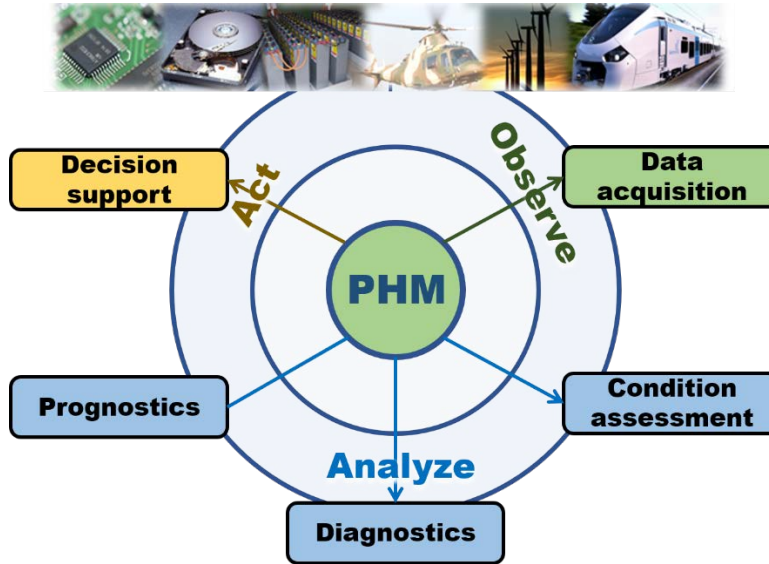 Decision
support
Act
Observe
Data
acquisition
PHM
Prognostics
Condition
assessment
Analyze
Diagnostics